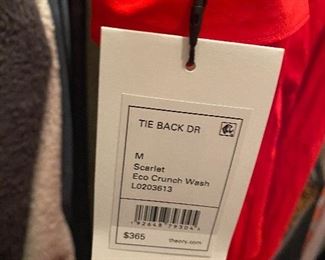 TIE BACK DR
M
Scarlet
Eco Crunch Wash
L0203613
$365
theory.com